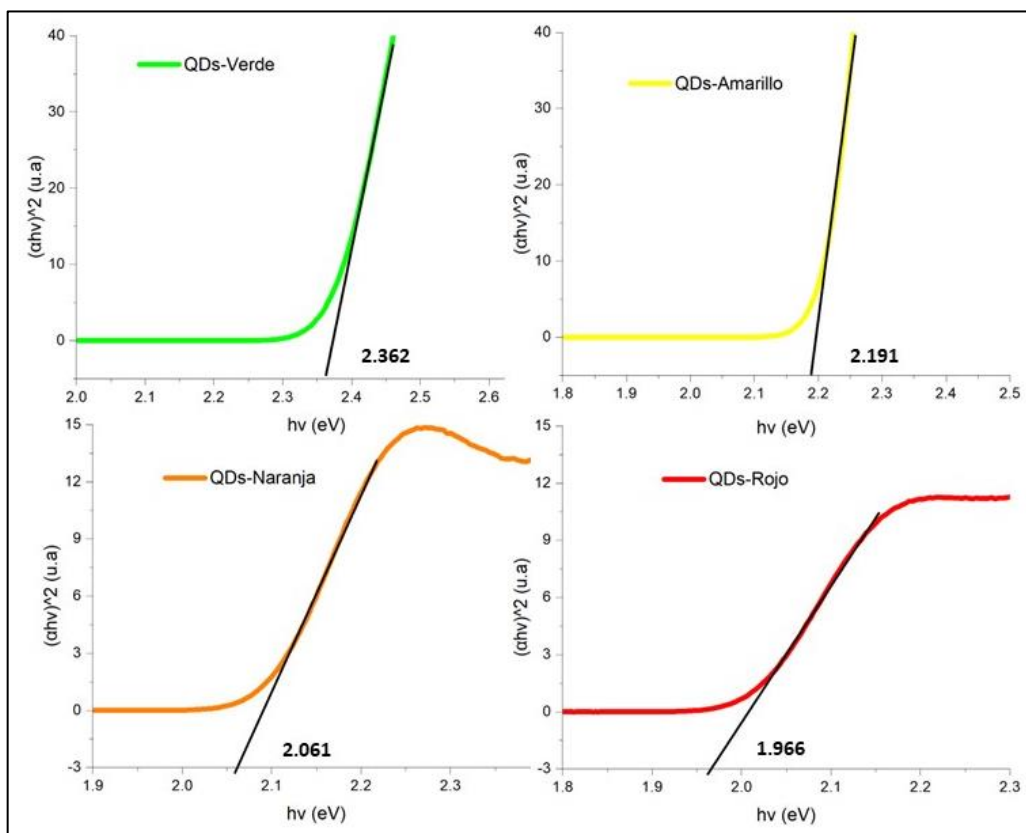 QDs-Verde
(αhv)^2 (u.a)
40
30
20
10
0
2.362
2.0 2.1 2.2 2.3 2.4 2.5 2.6
hv (eV)
QDs-Amarillo
(αhv)^2 (u.a)
40
30
20
10
0
2.191
1.8 1.9 2.0 2.1 2.2 2.3 2.4 2.5
hv (eV)
QDs-Naranja
(αhv)^2 (u.a)
15
12
9
6
3
0
-3
2.061
1.9 2.0 2.1 2.2 2.3
hv (eV)
QDs-Rojo
(αhv)^2 (u.a)
15
12
9
6
3
0
-3
1.966
1.8 1.9 2.0 2.1 2.2 2.3
hv (eV)